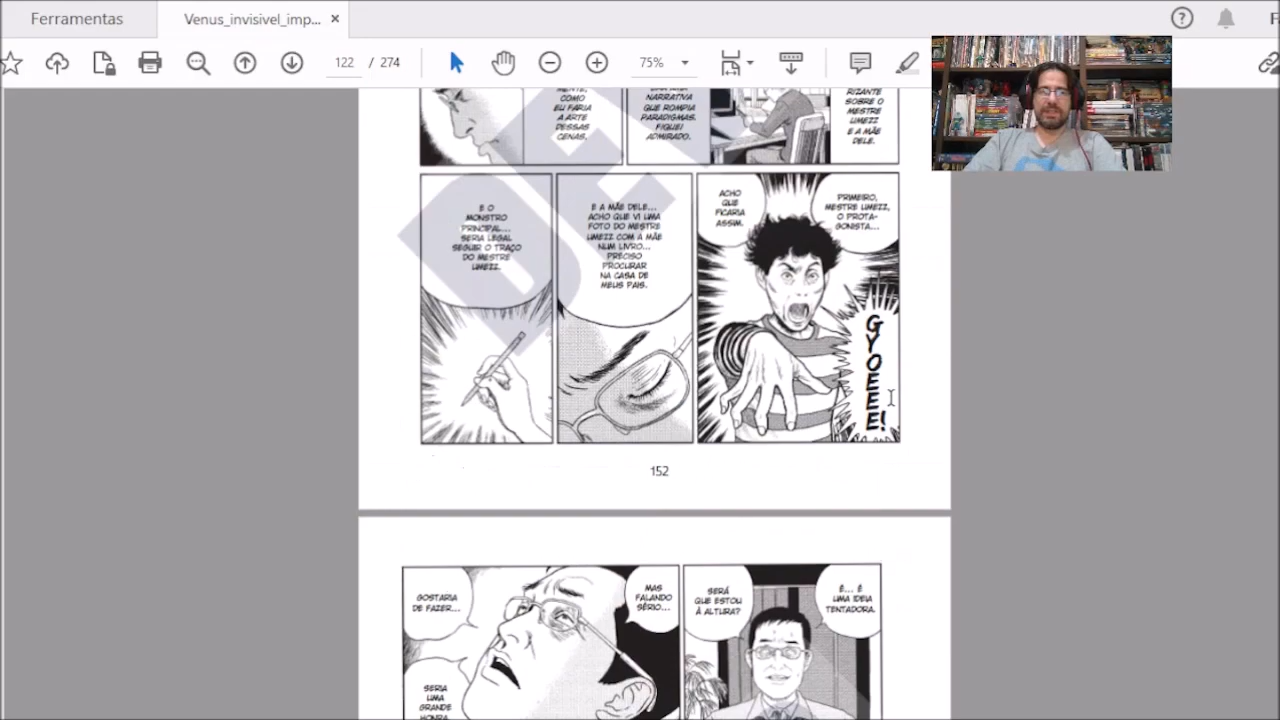 Ferramentas
Venus_invisivel_imp... ×
122 / 274
75%
MENTE,
COMO
EU FARIA
A ARTE
DESSAS
CENAS.
NARRATIVA
QUE ROMPIA
PARADIGMAS.
FIQUEI
ADMIRADO.
RIZANTE
SOBRE O
MESTRE
UMEZZ
E A MÃE
DELE.
E O
MONSTRO
PRINCIPAL...
SERIA LEGAL
SEGUIR O TRAÇO
DO MESTRE
UMEZZ.
E A MÃE DELE...
ACHO QUE VI UMA
FOTO DO MESTRE
UMEZZ COM A MÃE
NUM LIVRO...
PRECISO
PROCURAR
NA CASA DE
MEUS PAIS.
ACHO
QUE
FICARIA
ASSIM.
PRIMEIRO,
MESTRE UMEZZ,
O PROTA-
GONISTA...
GYOEEE!
152
GOSTARIA
DE FAZER...
MAS
FALANDO
SÉRIO...
SERÁ
QUE ESTOU
À ALTURA?
É... É
UMA IDEIA
TENTADORA.
SERIA
UMA
GRANDE
HONRA